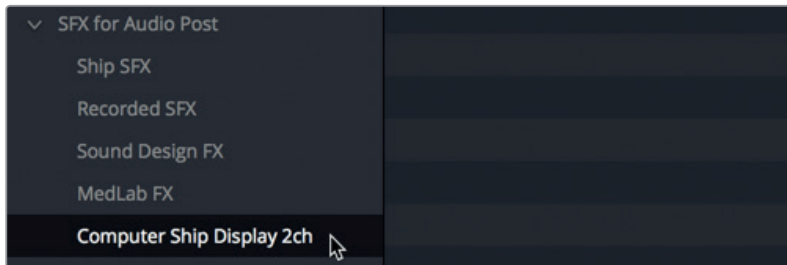 SFX for Audio Post
Ship SFX
Recorded SFX
Sound Design FX
MedLab FX
Computer Ship Display 2ch